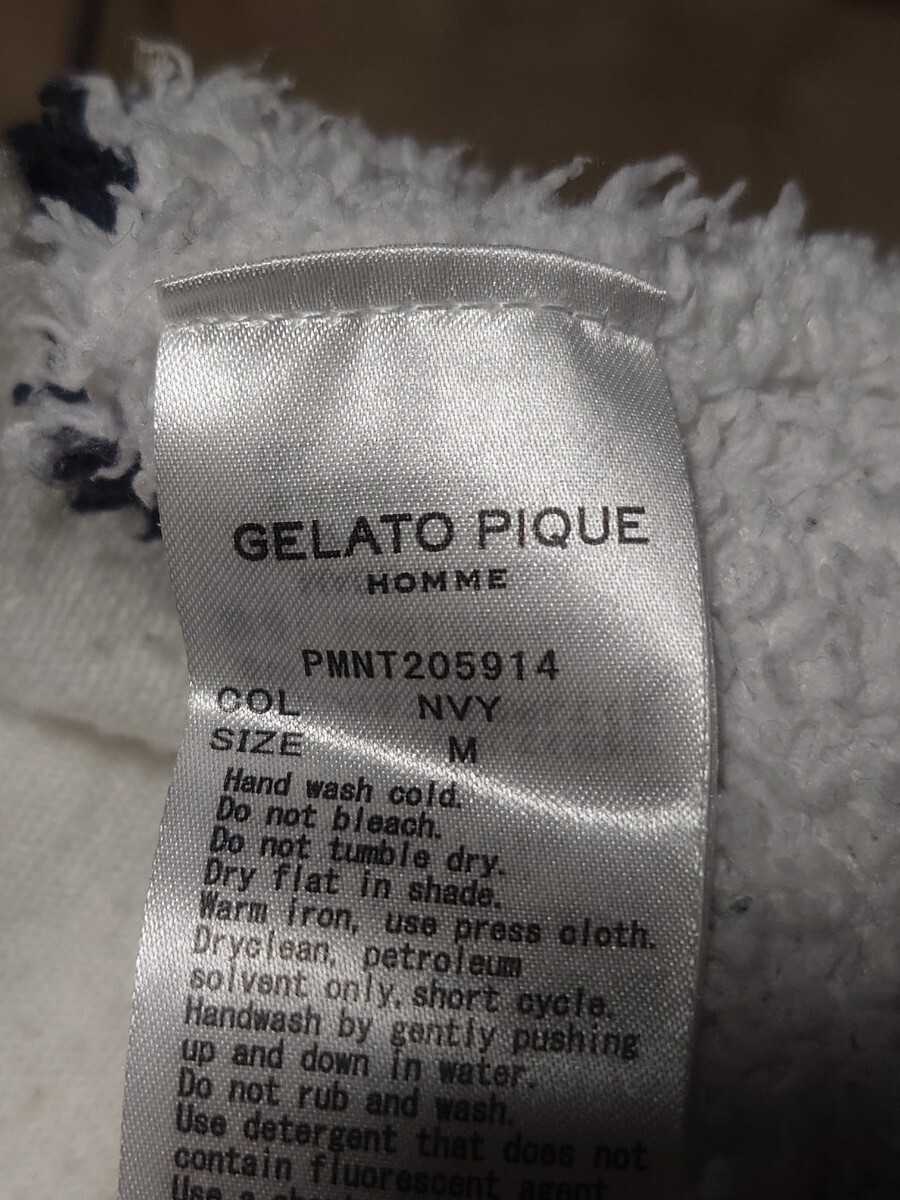 GELATO PIQUE
HOMME
PMNT205914
COL NVY
SIZE M
Hand wash cold.
Do not bleach.
Do not tumble dry.
Dry flat in shade.
Warm iron, use press cloth.
Dryclean, petroleum
solvent only, short cycle.
Handwash by gently pushing
up and down in water.
Do not rub and wash.
Use detergent that does not
contain fluorescent agent
Use a